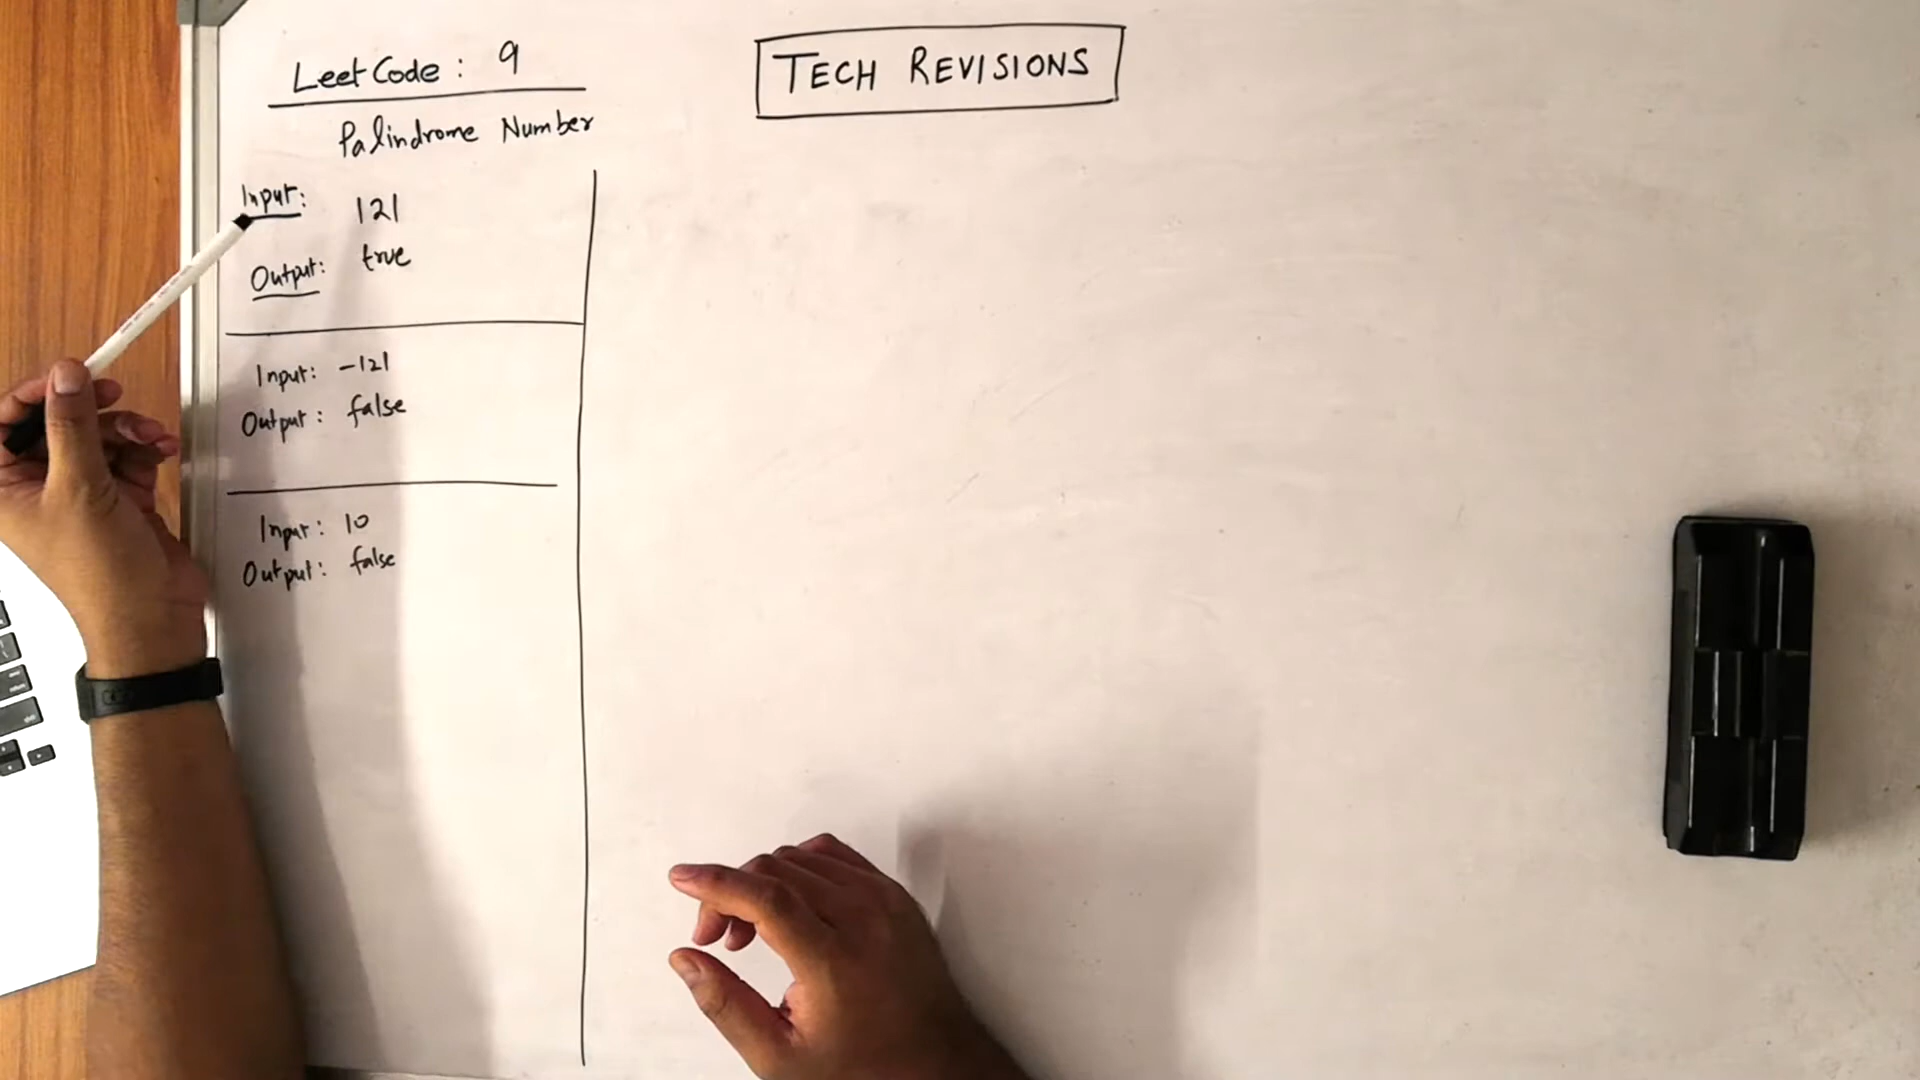 LeetCode : 9
TECH REVISIONS
Palindrome Number
Input: 121
Output: true
Input: -121
Output: false
Input: 10
Output: false